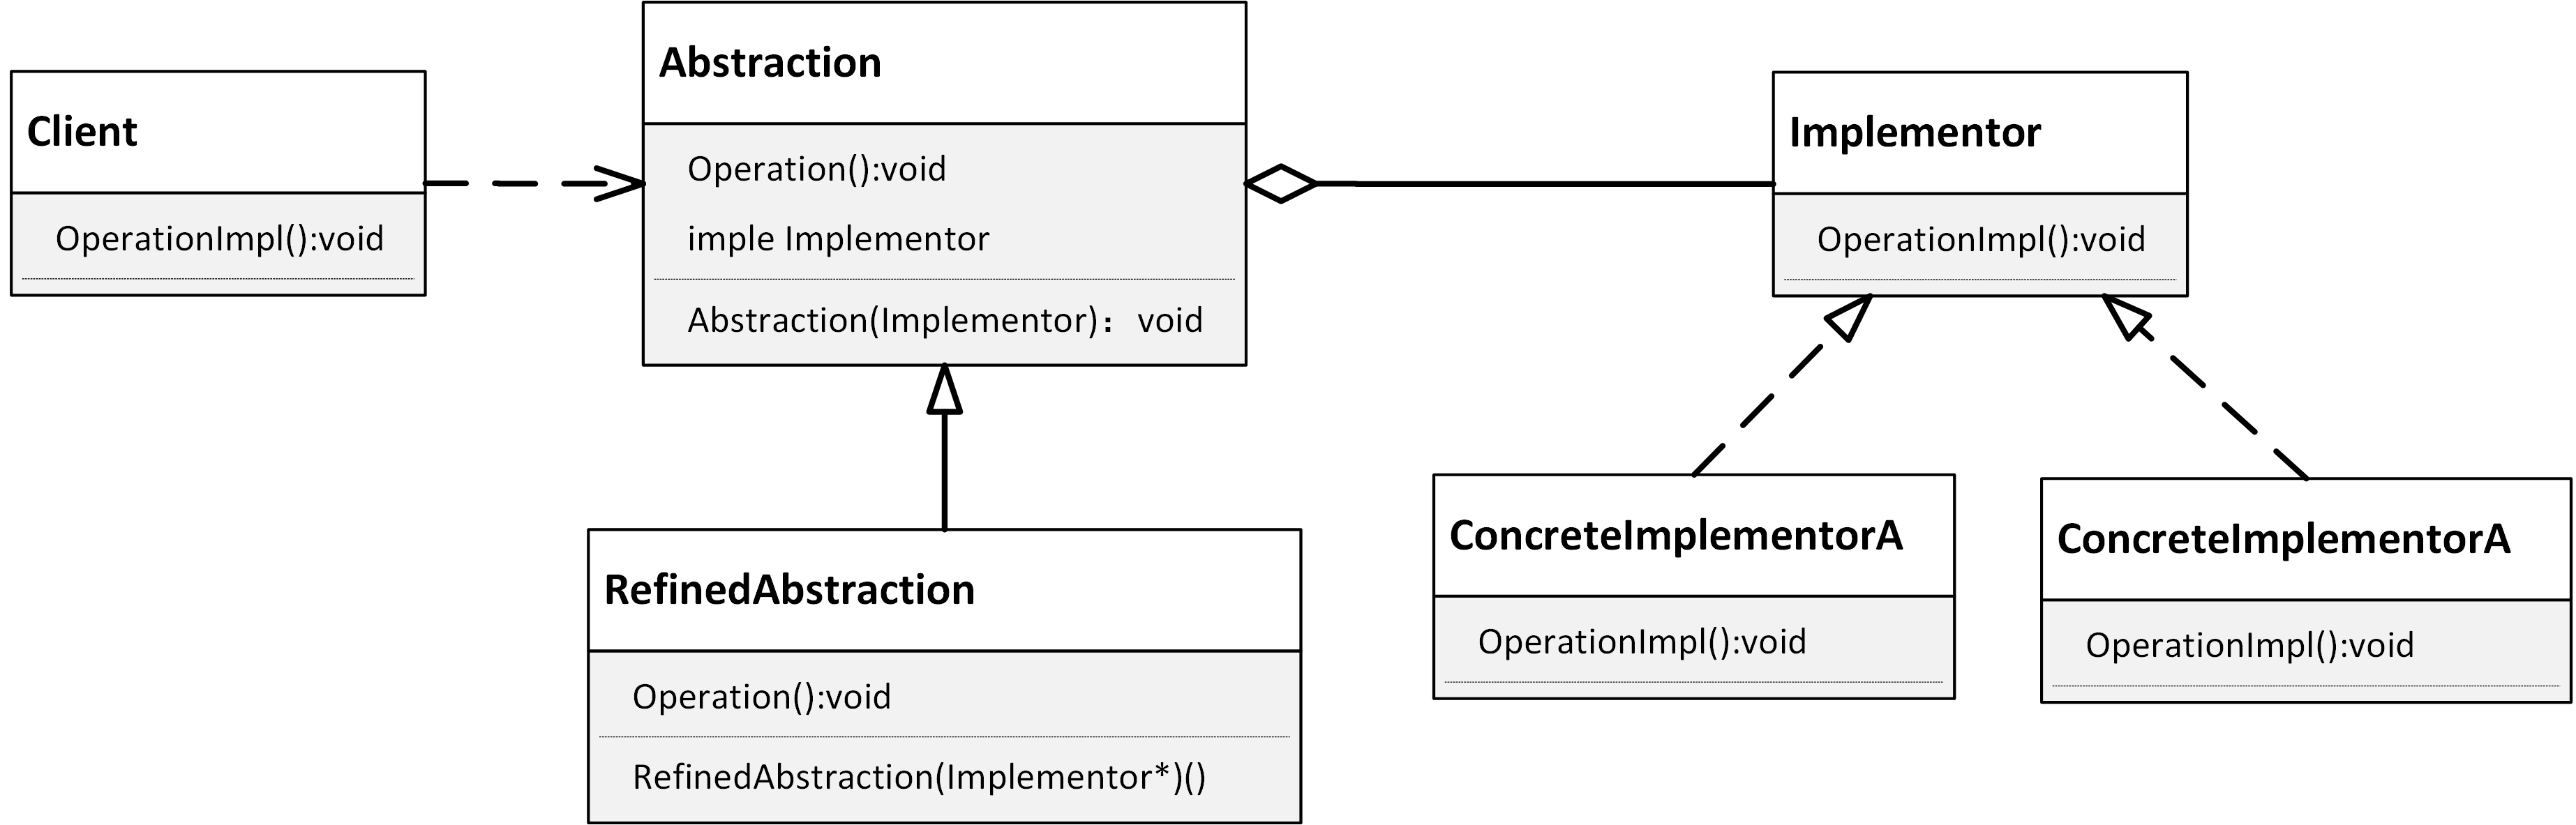 Client
OperationImpl():void
Abstraction
Operation():void
imple Implementor
Abstraction(Implementor)： void
Implementor
OperationImpl():void
RefinedAbstraction
Operation():void
RefinedAbstraction(Implementor*)()
ConcreteImplementorA
OperationImpl():void
ConcreteImplementorA
OperationImpl():void